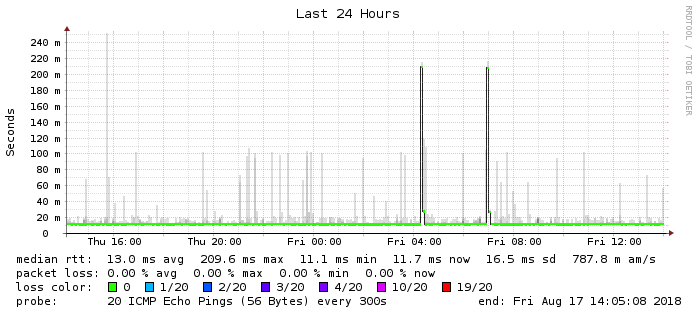 Last 24 Hours
RRDTOOL / TOBI OETIKER
Seconds
240 m
220 m
200 m
180 m
160 m
140 m
120 m
100 m
80 m
60 m
40 m
20 m
0
Thu 16:00 Thu 20:00 Fri 00:00 Fri 04:00 Fri 08:00 Fri 12:00
median rtt: 13.0 ms avg 209.6 ms max 11.1 ms min 11.7 ms now 16.5 ms sd 787.8 m am/s
packet loss: 0.00 % avg 0.00 % max 0.00 % min 0.00 % now
loss color: 0 1/20 2/20 3/20 4/20 10/20 19/20
probe: 20 ICMP Echo Pings (56 Bytes) every 300s end: Fri Aug 17 14:05:08 2018